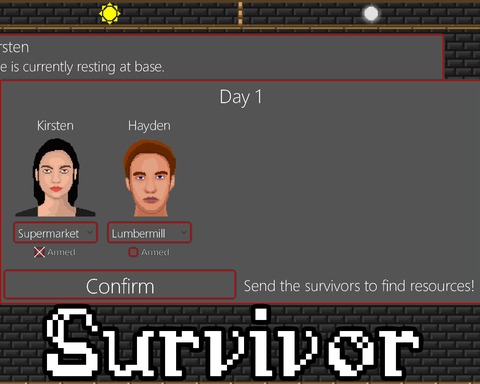 rsten
e is currently resting at base.
Day 1
Kirsten Hayden
Supermarket Lumbermill
Armed Armed
Confirm Send the survivors to find resources!
Survivor